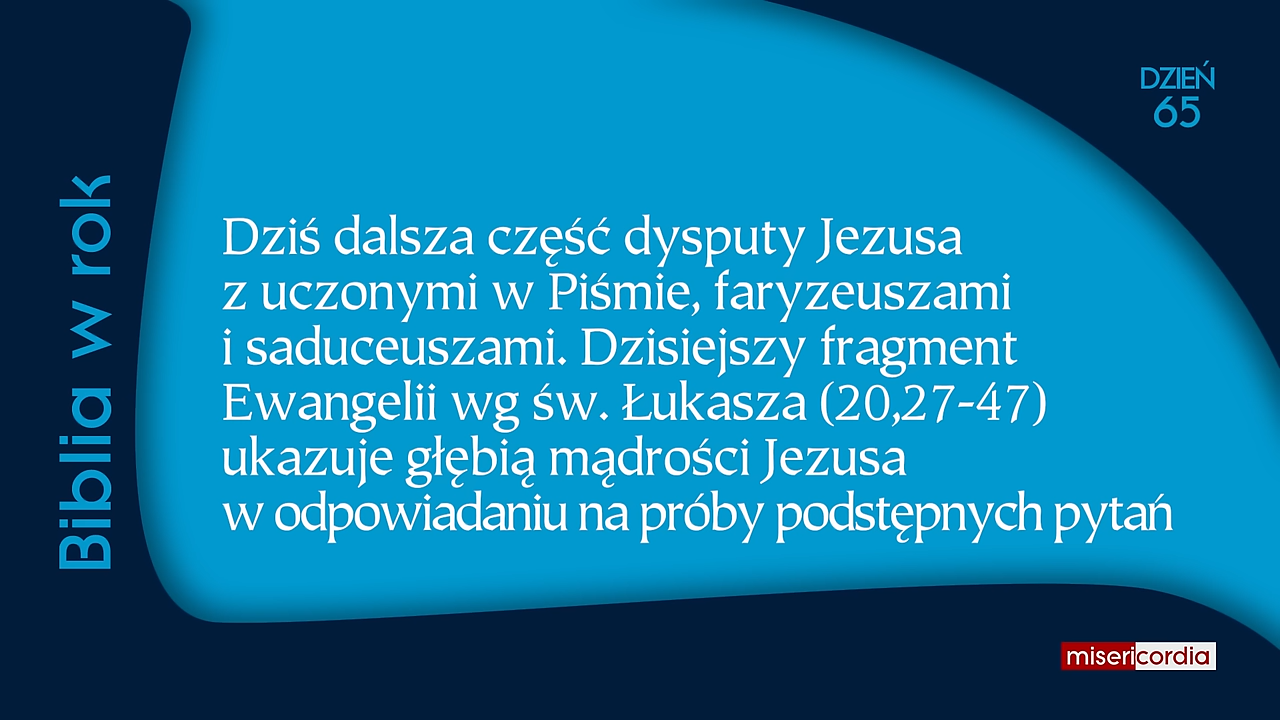 DZIEŃ
65
Biblia w rok
Dziś dalsza część dysputy Jezusa
z uczonymi w Piśmie, faryzeuszami
i saduceuszami. Dzisiejszy fragment
Ewangelii wg św. Łukasza (20,27-47)
ukazuje głębią mądrości Jezusa
w odpowiadaniu na próby podstępnych pytań
misericordia